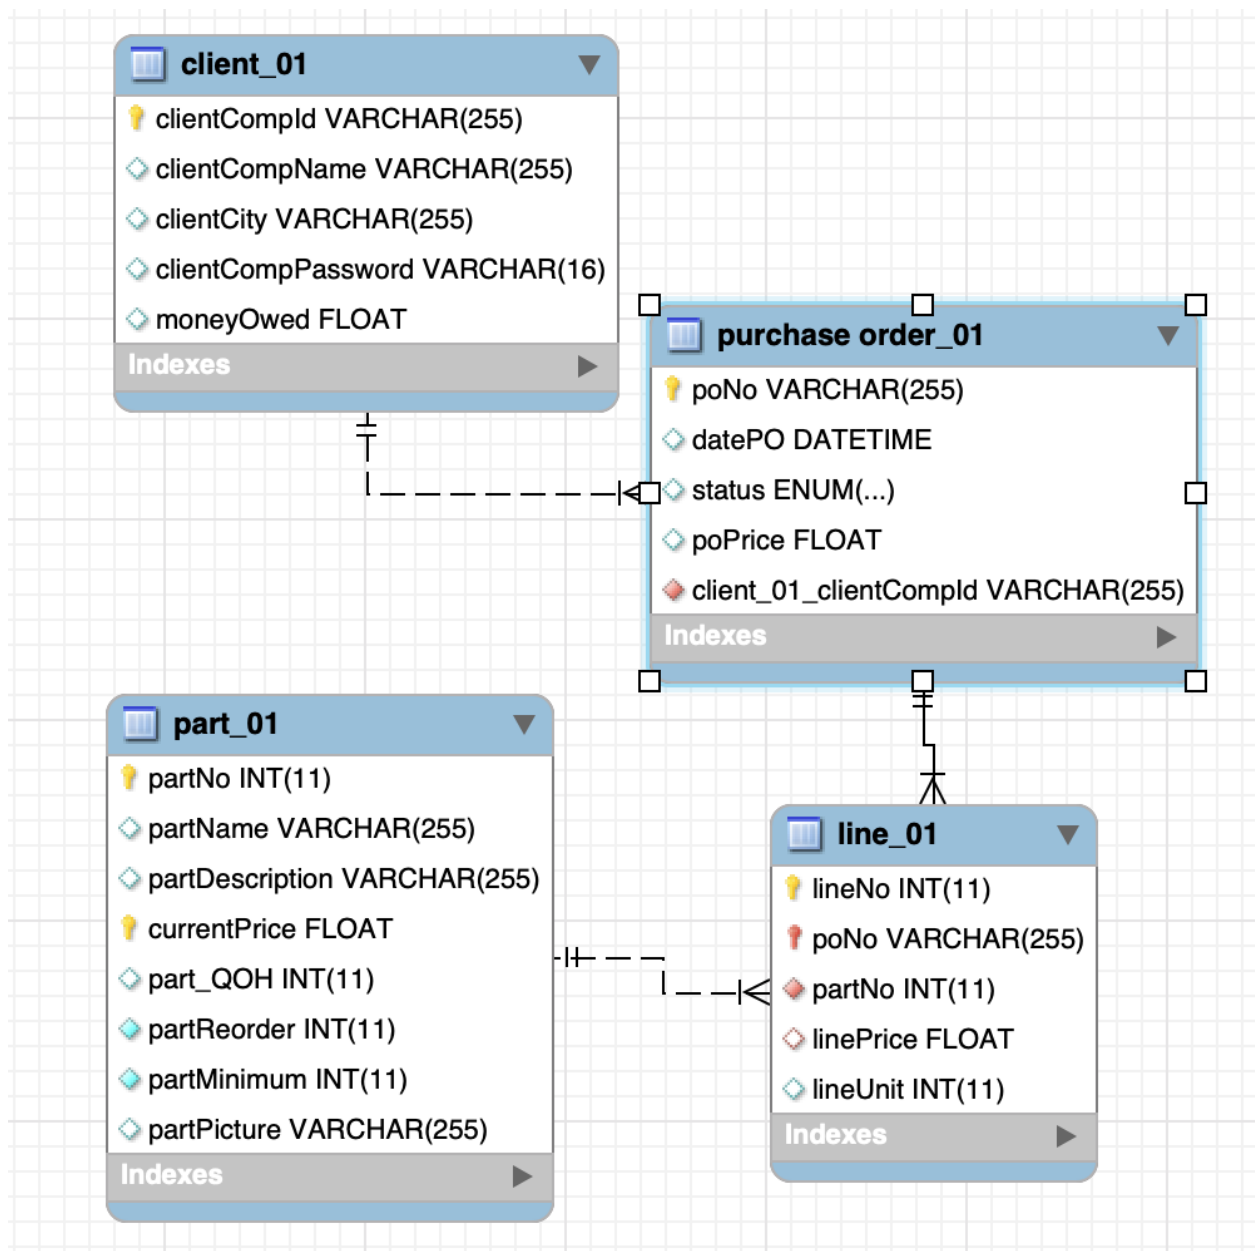 client_01
clientCompId VARCHAR(255)
clientCompName VARCHAR(255)
clientCity VARCHAR(255)
clientCompPassword VARCHAR(16)
moneyOwed FLOAT
Indexes
purchase order_01
poNo VARCHAR(255)
datePO DATETIME
status ENUM(...)
poPrice FLOAT
client_01_clientCompId VARCHAR(255)
Indexes
part_01
partNo INT(11)
partName VARCHAR(255)
partDescription VARCHAR(255)
currentPrice FLOAT
part_QOH INT(11)
partReorder INT(11)
partMinimum INT(11)
partPicture VARCHAR(255)
Indexes
line_01
lineNo INT(11)
poNo VARCHAR(255)
partNo INT(11)
linePrice FLOAT
lineUnit INT(11)
Indexes